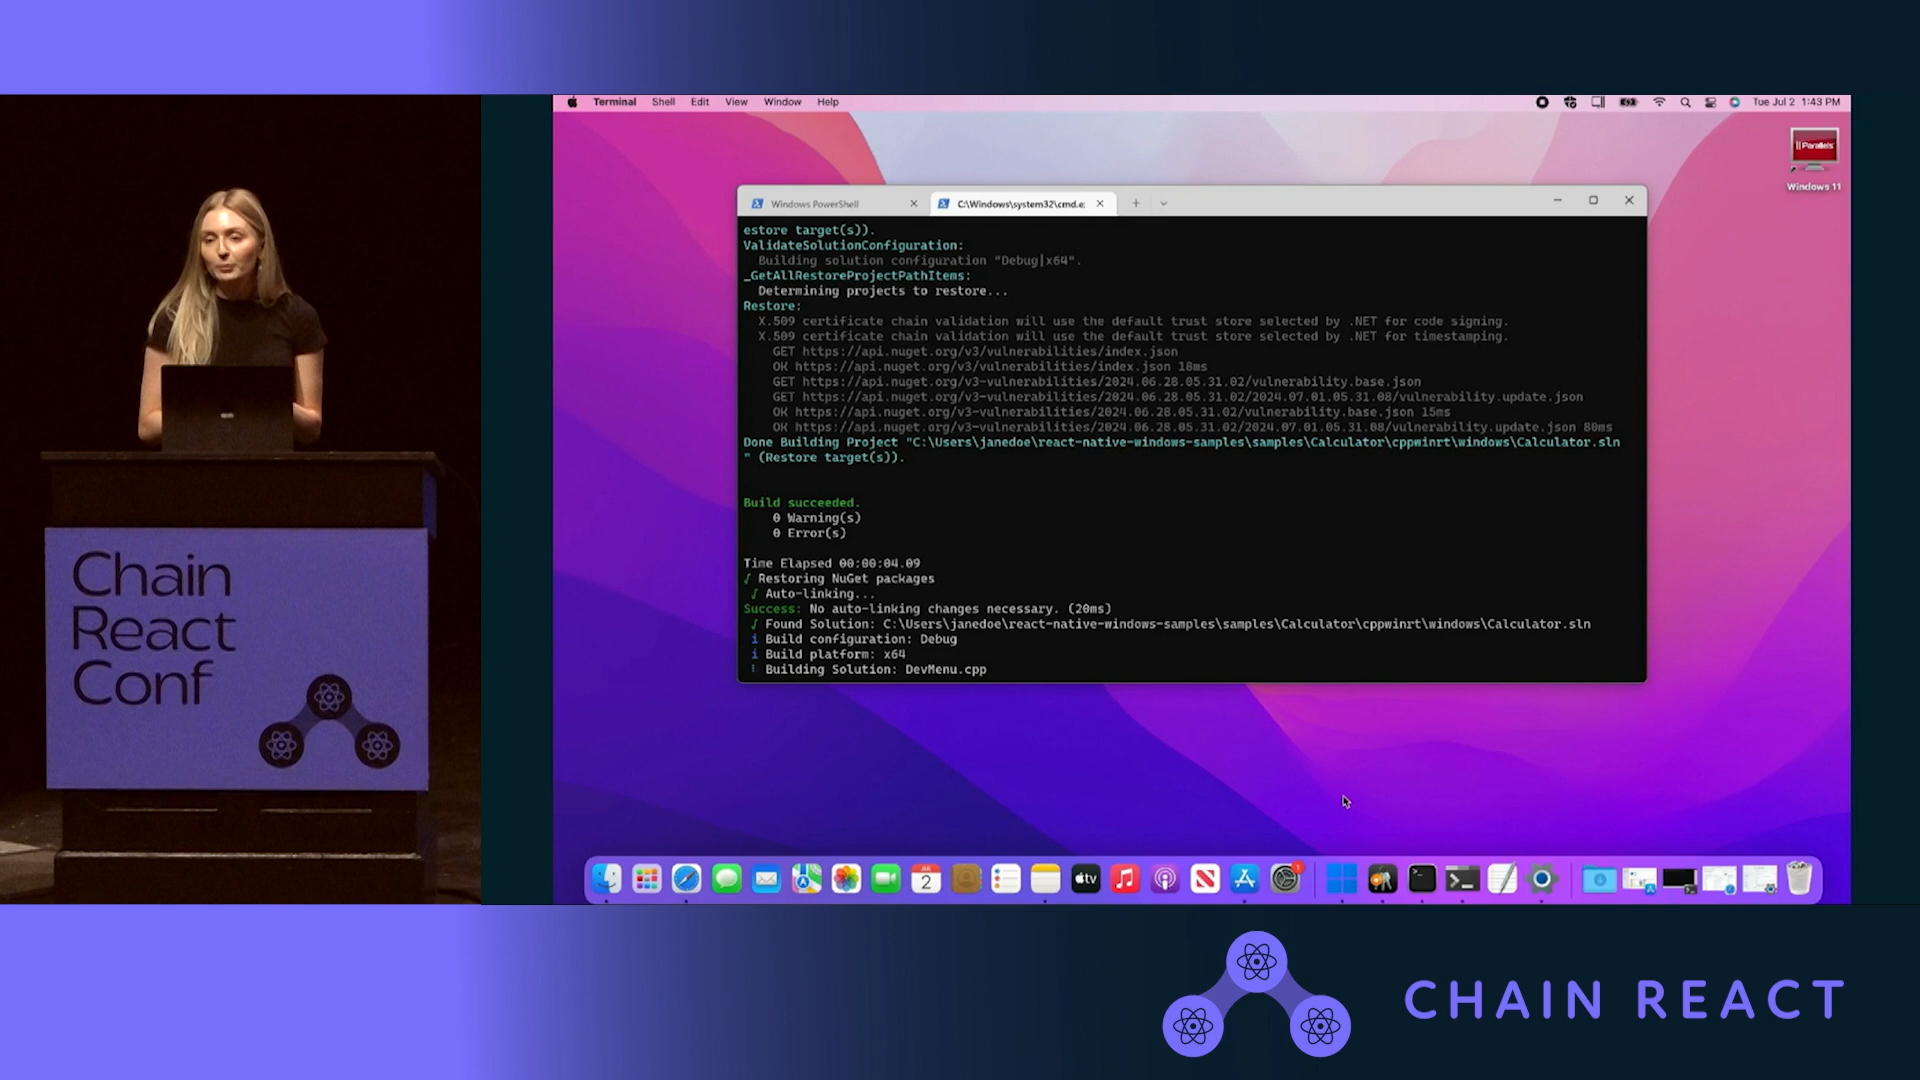 Terminal Shell Edit View Window Help
Tue Jul 2 1:43 PM
Parallels
Windows 11
Windows PowerShell
C:\Windows\system32\cmd.e:
estore target(s)).
ValidateSolutionConfiguration:
Building solution configuration "Debug|x64".
_GetAllRestoreProjectPathItems:
Determining projects to restore...
Restore:
X.509 certificate chain validation will use the default trust store selected by .NET for code signing.
X.509 certificate chain validation will use the default trust store selected by .NET for timestamping.
GET https://api.nuget.org/v3/vulnerabilities/index.json
OK https://api.nuget.org/v3/vulnerabilities/index.json 18ms
GET https://api.nuget.org/v3-vulnerabilities/2024.06.28.05.31.02/vulnerability.base.json
GET https://api.nuget.org/v3-vulnerabilities/2024.06.28.05.31.02/2024.07.01.05.31.08/vulnerability.update.json
OK https://api.nuget.org/v3-vulnerabilities/2024.06.28.05.31.02/vulnerability.base.json 15ms
OK https://api.nuget.org/v3-vulnerabilities/2024.06.28.05.31.02/2024.07.01.05.31.08/vulnerability.update.json 80ms
Done Building Project "C:\Users\janedoe\react-native-windows-samples\samples\Calculator\cppwinrt\windows\Calculator.sln
" (Restore target(s)).
Build succeeded.
0 Warning(s)
0 Error(s)
Time Elapsed 00:00:04.09
√ Restoring NuGet packages
√ Auto-linking...
Success: No auto-linking changes necessary. (20ms)
√ Found Solution: C:\Users\janedoe\react-native-windows-samples\samples\Calculator\cppwinrt\windows\Calculator.sln
i Build configuration: Debug
i Build platform: x64
Building Solution: DevMenu.cpp
2
tv
1
Chain
React
Conf
CHAIN REACT